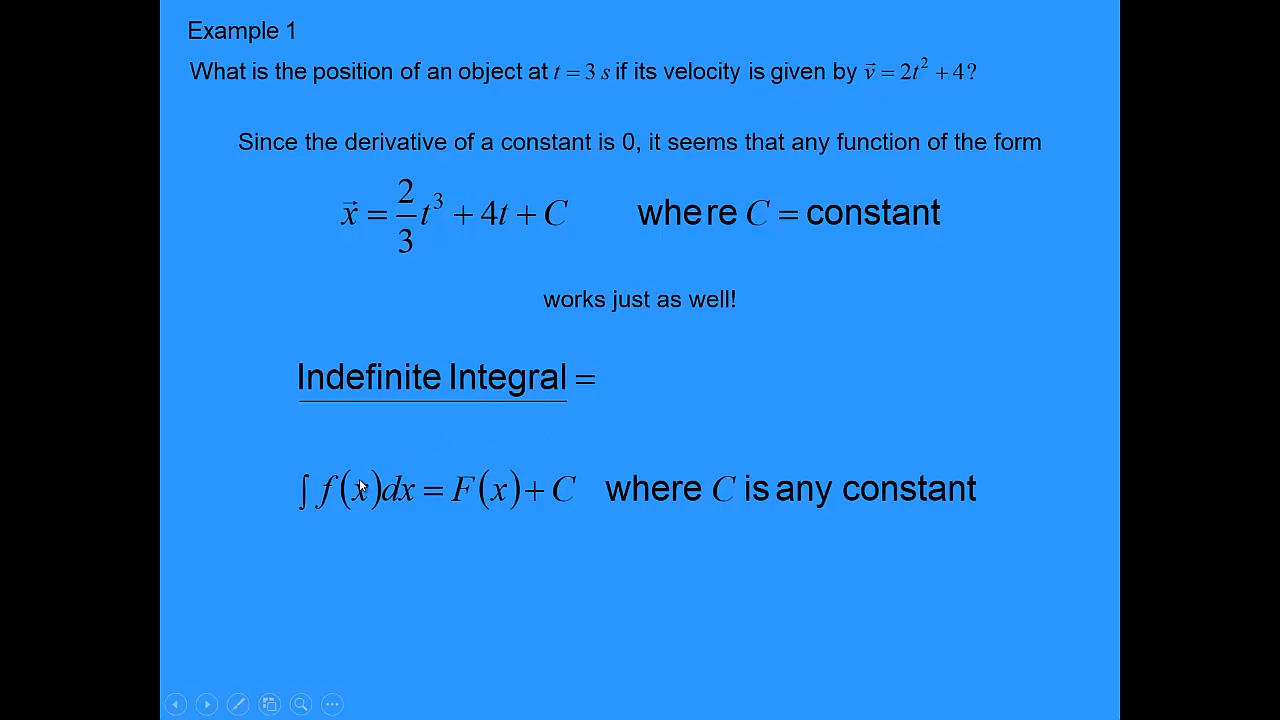 Example 1
What is the position of an object at t = 3 s if its velocity is given by v⃗ = 2t² + 4?
Since the derivative of a constant is 0, it seems that any function of the form
x⃗ = 2/3 t³ + 4t + C where C = constant
works just as well!
Indefinite Integral =
∫ f(x)dx = F(x) + C where C is any constant